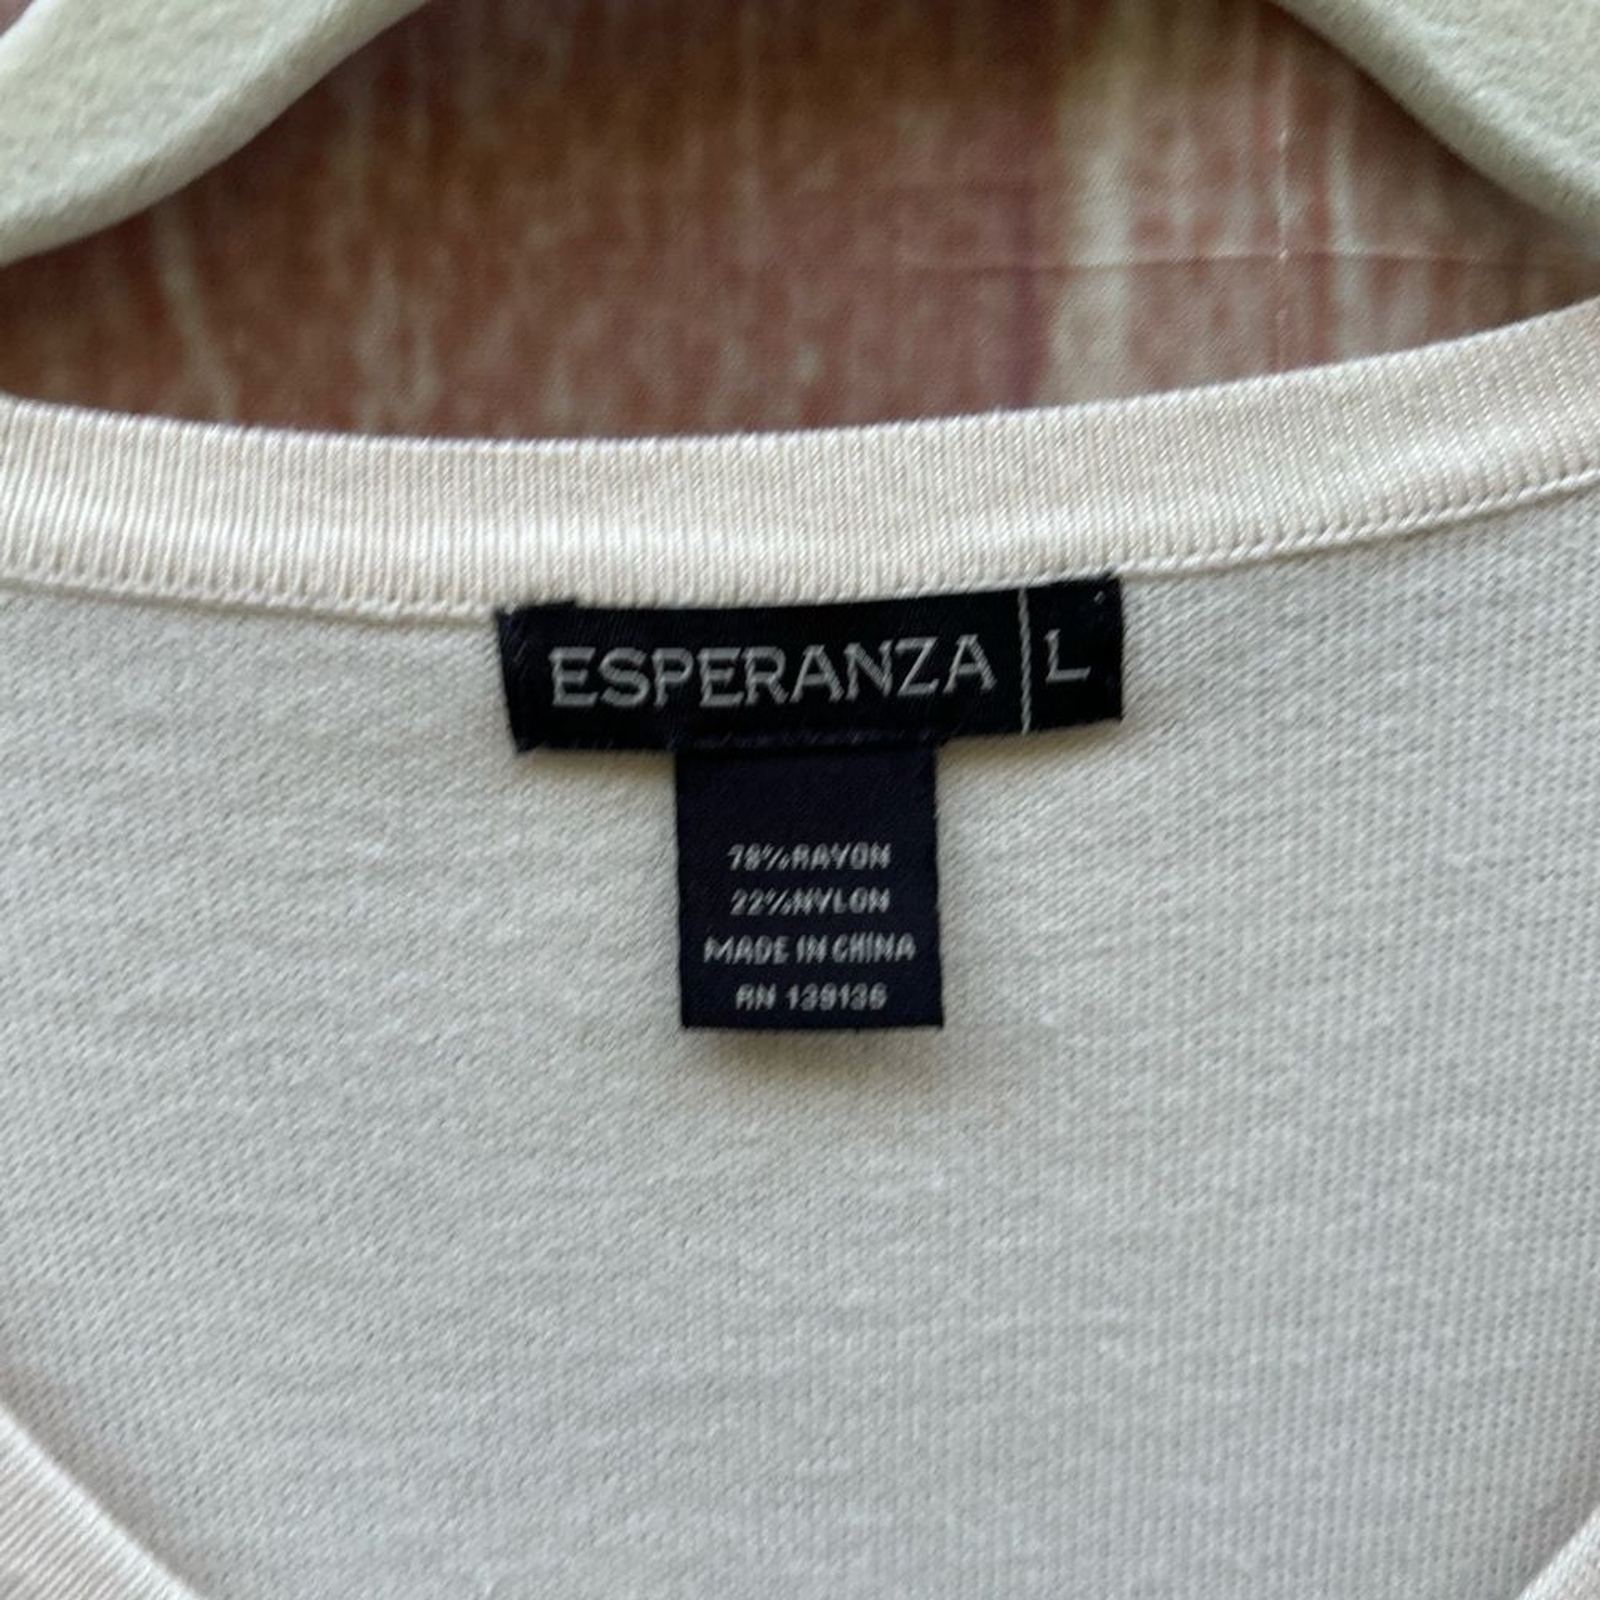 ESPERANZA L
78%RAYON
22%NYLON
MADE IN CHINA
RN 139136